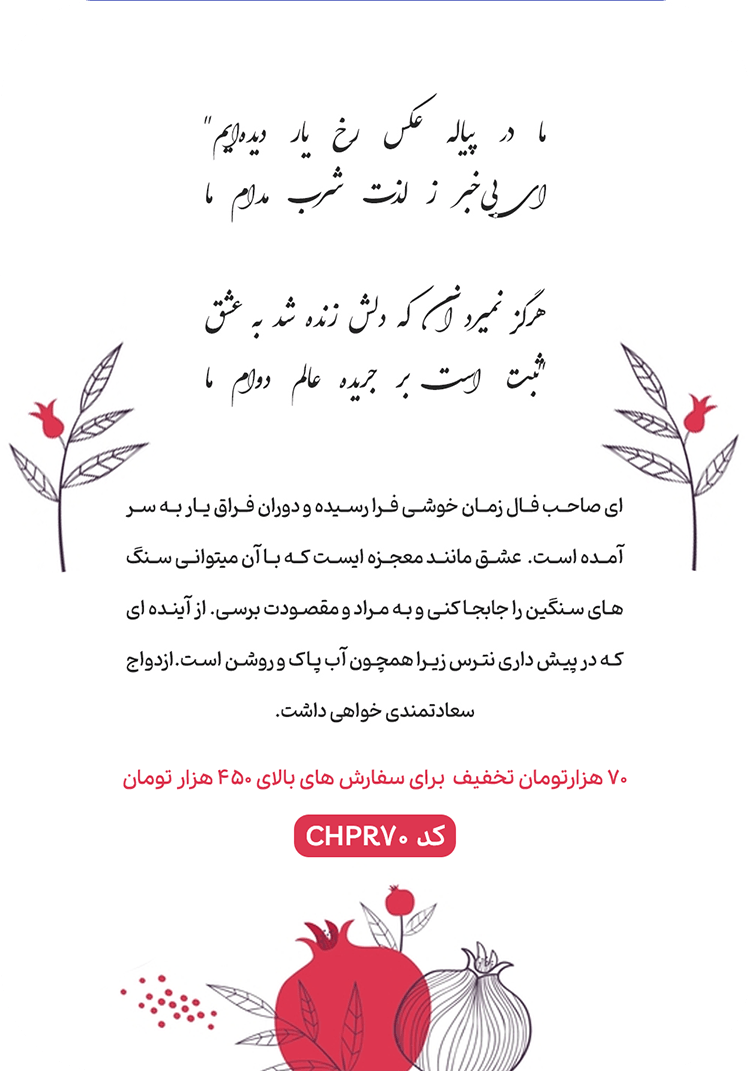 ما در پیاله عکس رخ یار دیده‌ایم"
ای بی‌خبر ز لذت شرب مدام ما
هرگز نمیرد آنکه دلش زنده شد به عشق
ثبت است بر جریده عالم دوام ما"
ای صاحب فال زمان خوشی فرا رسیده و دوران فراق یار به سر
آمده است. عشق مانند معجزه ایست که با آن میتوانی سنگ
های سنگین را جابجا کنی و به مراد و مقصودت برسی. از آینده ای
که در پیش داری نترس زیرا همچون آب پاک و روشن است.ازدواج
سعادتمندی خواهی داشت.
۷۰ هزارتومان تخفیف برای سفارش های بالای ۴۵۰ هزار تومان
کد CHPR۷۰